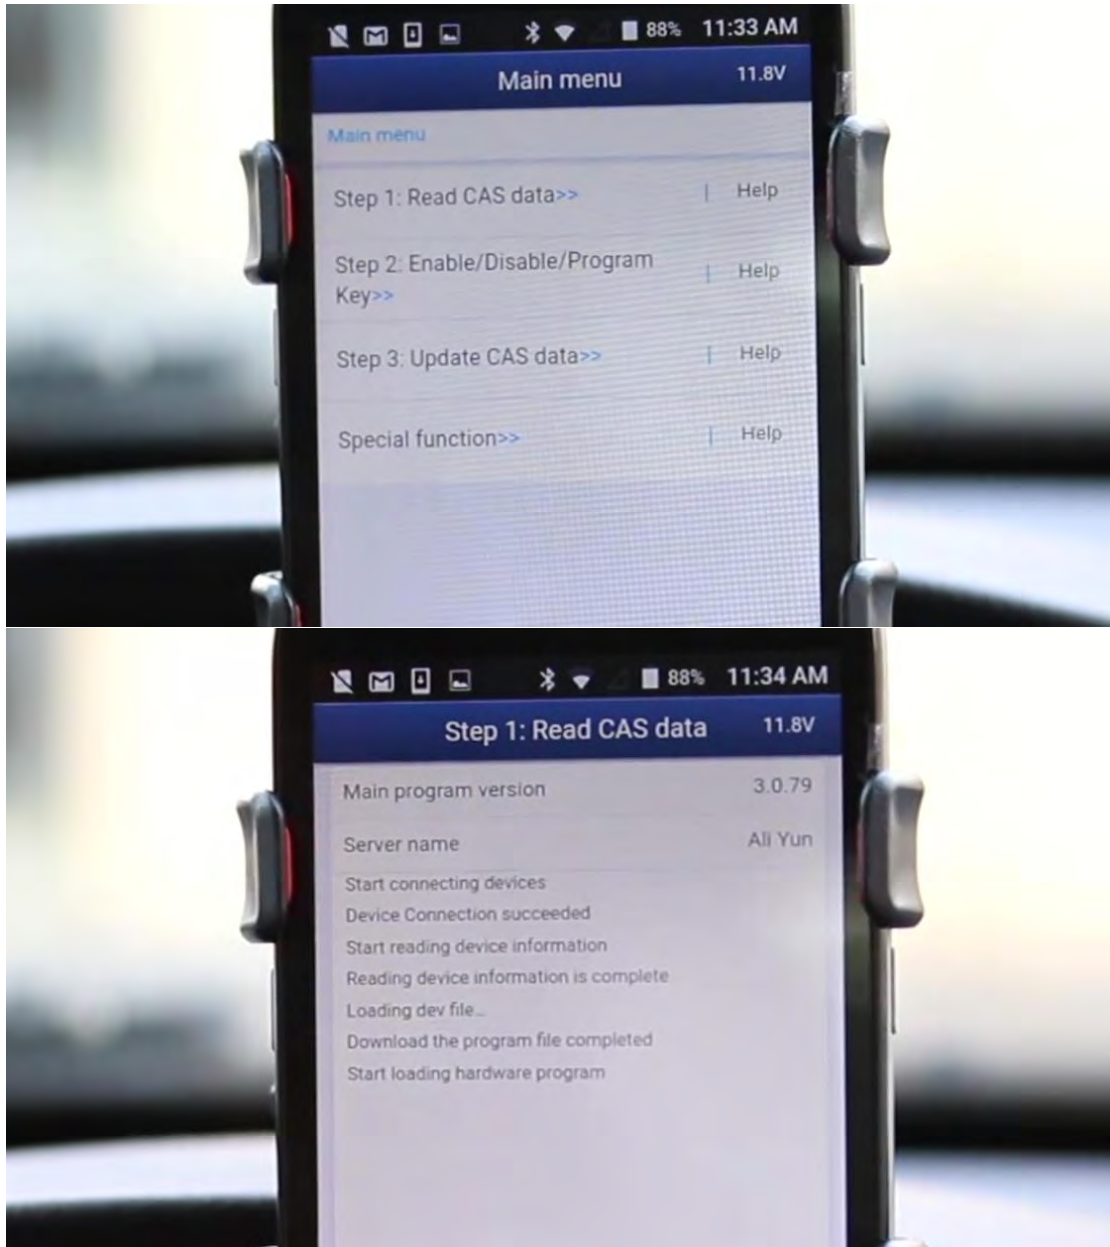 88% 11:33 AM
Main menu 11.8V
Main menu
Step 1: Read CAS data>> | Help
Step 2: Enable/Disable/Program
Key>> | Help
Step 3: Update CAS data>> | Help
Special function>> | Help
88% 11:34 AM
Step 1: Read CAS data 11.8V
Main program version 3.0.79
Server name Ali Yun
Start connecting devices
Device Connection succeeded
Start reading device information
Reading device information is complete
Loading dev file...
Download the program file completed
Start loading hardware program